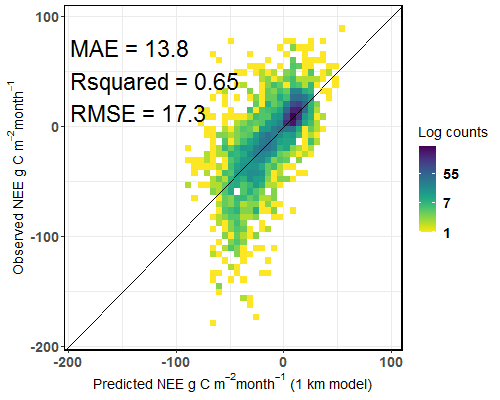 MAE = 13.8
Rsquared = 0.65
RMSE = 17.3
Observed NEE g C m⁻²month⁻¹
100
0
-100
-200
-200 -100 0 100
Predicted NEE g C m⁻²month⁻¹ (1 km model)
Log counts
55
7
1